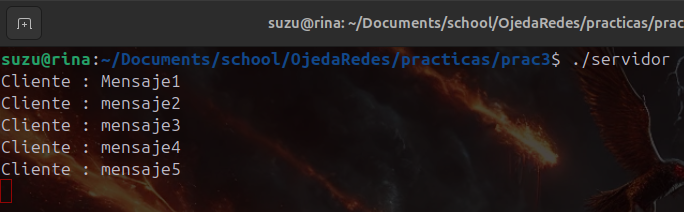 suzu@rina: ~/Documents/school/OjedaRedes/practicas/prac
suzu@rina:~/Documents/school/OjedaRedes/practicas/prac3$ ./servidor
Cliente : Mensaje1
Cliente : mensaje2
Cliente : mensaje3
Cliente : mensaje4
Cliente : mensaje5